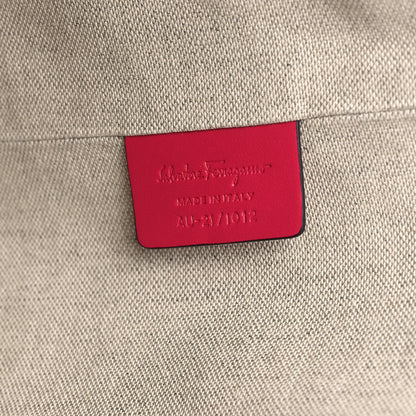 Salvatore Ferragamo
MADE IN ITALY
AU-21/1012